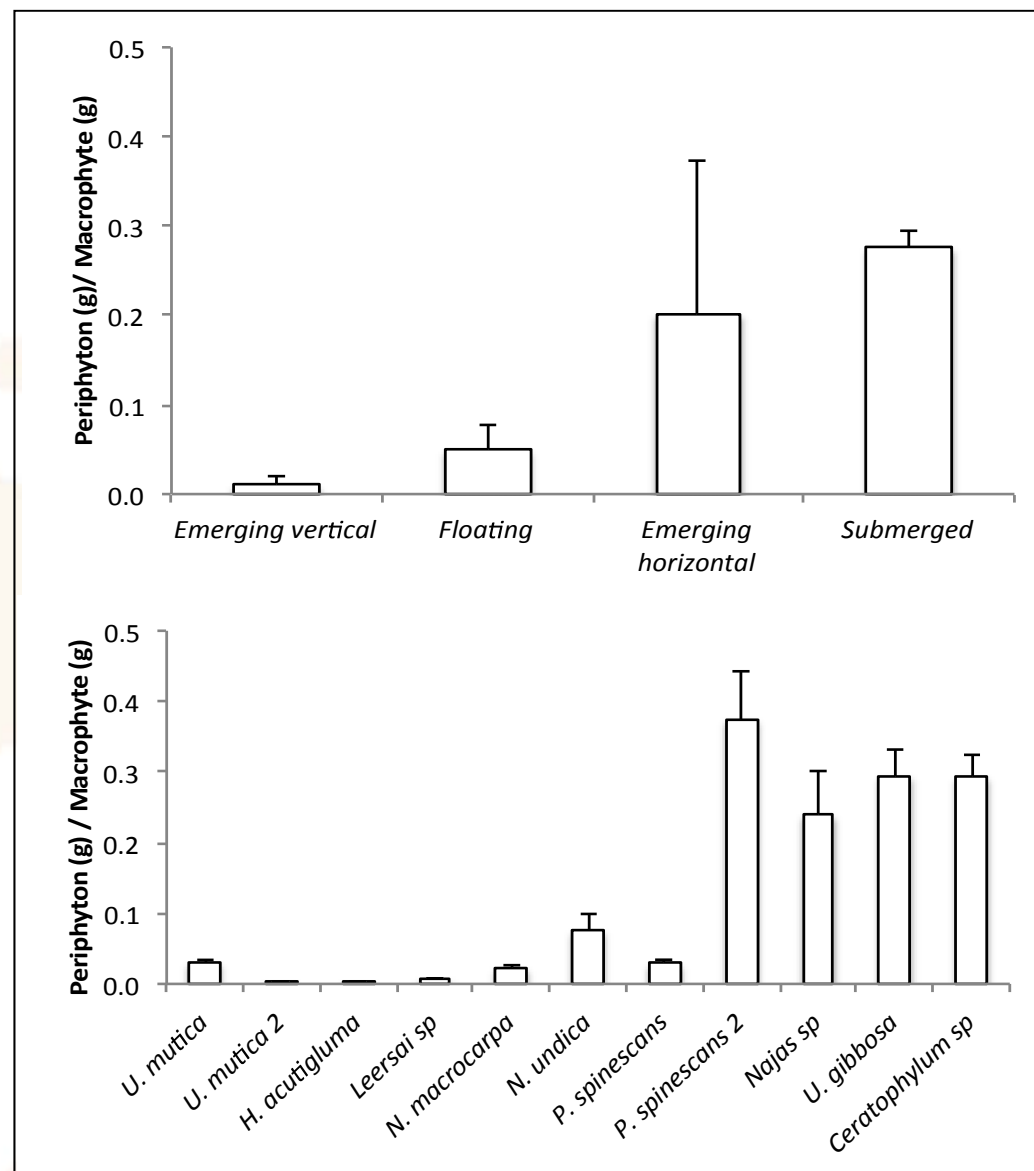 0.5
0.4
0.3
0.2
0.1
0.0
Periphyton (g)/ Macrophyte (g)
Emerging vertical
Floating
Emerging
horizontal
Submerged
0.5
0.4
0.3
0.2
0.1
0.0
Periphyton (g) / Macrophyte (g)
U. mutica
U. mutica 2
H. acutigluma
Leersai sp
N. macrocarpa
N. undica
P. spinescans
P. spinescans 2
Najas sp
U. gibbosa
Ceratophylum sp